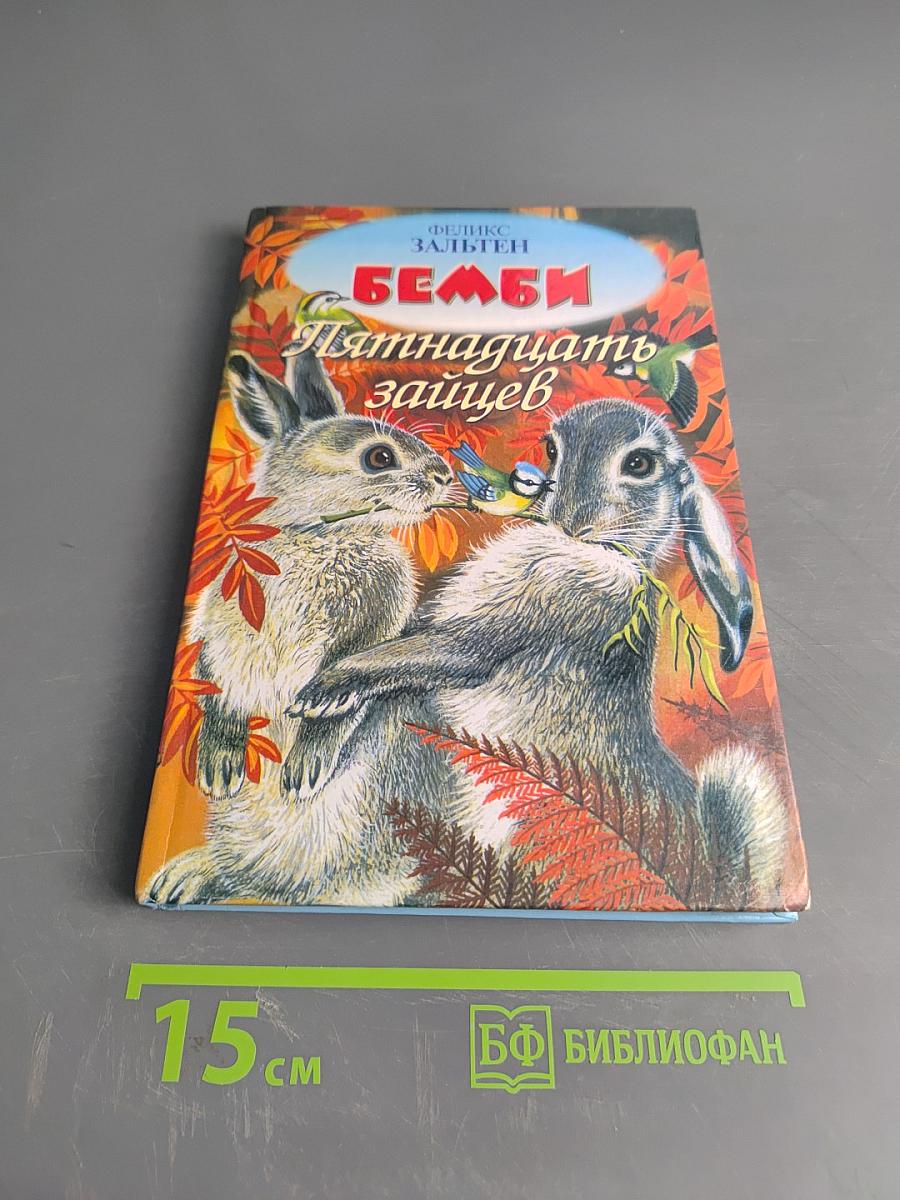 ФЕЛИКС
ЗАЛЬТЕН
БЕМБИ
Пятнадцать
зайцев
15 см
БФ БИБЛИОФАН